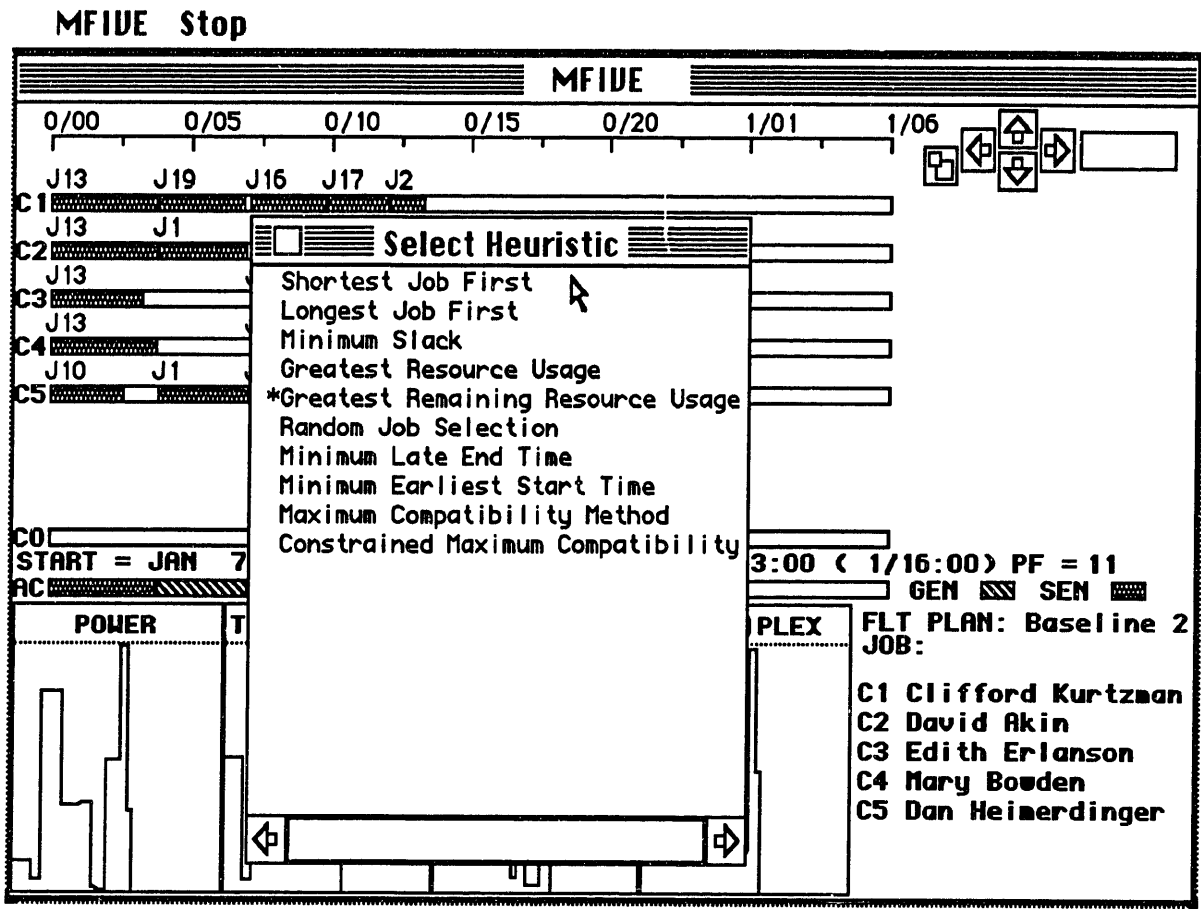 MFIVE Stop
MFIVE
0/00 0/05 0/10 0/15 0/20 1/01 1/06
J13 J19 J16 J17 J2
C1
J13 J1
C2
J13
C3
J13
C4
J10 J1
C5
Select Heuristic
Shortest Job First
Longest Job First
Minimum Slack
Greatest Resource Usage
*Greatest Remaining Resource Usage
Random Job Selection
Minimum Late End Time
Minimum Earliest Start Time
Maximum Compatibility Method
Constrained Maximum Compatibility
C0
START = JAN 7 3:00 ( 1/16:00) PF = 11
AC GEN SEN
POWER T PLEX FLT PLAN: Baseline 2
JOB:
C1 Clifford Kurtzman
C2 David Akin
C3 Edith Erlanson
C4 Mary Bowden
C5 Dan Heimerdinger